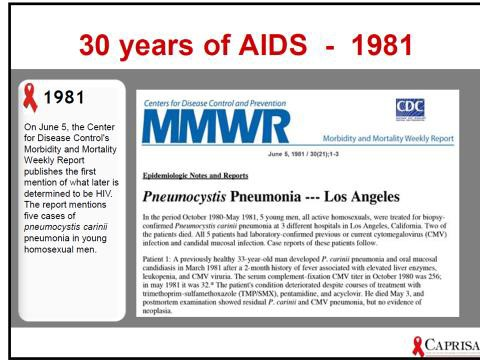 30 years of AIDS - 1981
1981
On June 5, the Center
for Disease Control's
Morbidity and Mortality
Weekly Report
publishes the first
mention of what later is
determined to be HIV.
The report mentions
five cases of
pneumocystis carinii
pneumonia in young
homosexual men.
Centers for Disease Control and Prevention
CDC
MMWR
Morbidity and Mortality Weekly Report
June 5, 1981 / 30(21);1-3
Epidemiologic Notes and Reports
Pneumocystis Pneumonia --- Los Angeles
In the period October 1980-May 1981, 5 young men, all active homosexuals, were treated for biopsy-
confirmed Pneumocystis carinii pneumonia at 3 different hospitals in Los Angeles, California. Two of
the patients died. All 5 patients had laboratory-confirmed previous or current cytomegalovirus (CMV)
infection and candidal mucosal infection. Case reports of these patients follow.
Patient 1: A previously healthy 33-year-old man developed P. carinii pneumonia and oral mucosal
candidiasis in March 1981 after a 2-month history of fever associated with elevated liver enzymes,
leukopenia, and CMV viruria. The serum complement-fixation CMV titer in October 1980 was 256;
in may 1981 it was 32.* The patient's condition deteriorated despite courses of treatment with
trimethoprim-sulfamethoxazole (TMP/SMX), pentamidine, and acyclovir. He died May 3, and
postmortem examination showed residual P. carinii and CMV pneumonia, but no evidence of
neoplasia.
CAPRISA